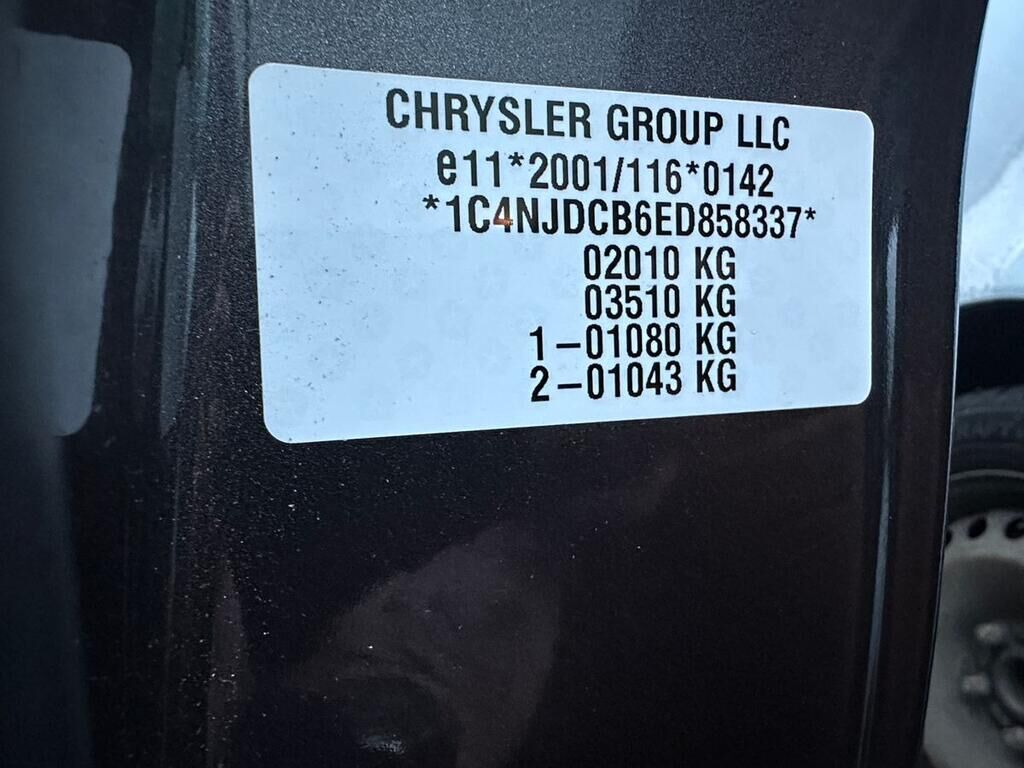 CHRYSLER GROUP LLC
e11*2001/116*0142
*1C4NJDCB6ED858337*
02010 KG
03510 KG
1-01080 KG
2-01043 KG